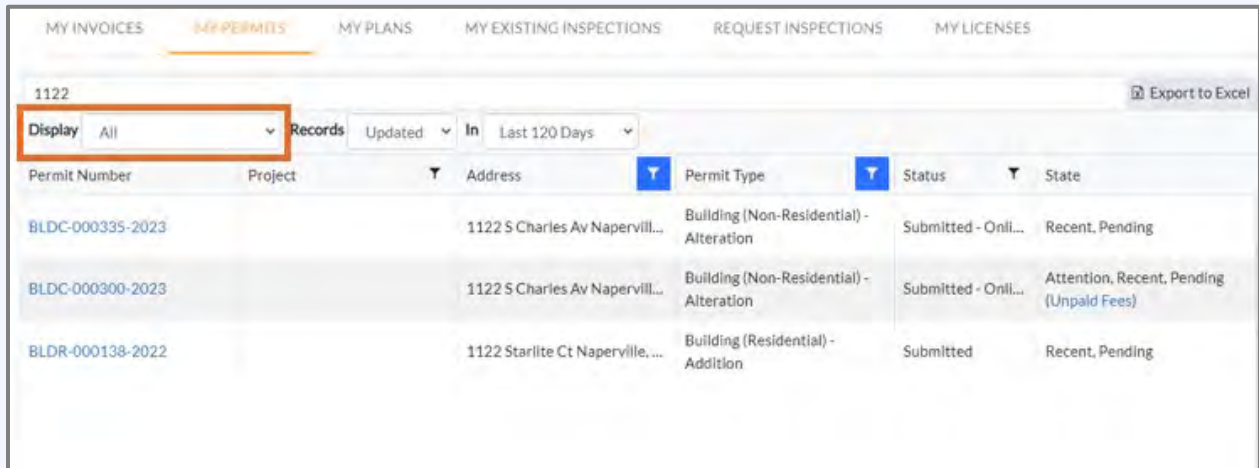 MY INVOICES MY PERMITS MY PLANS MY EXISTING INSPECTIONS REQUEST INSPECTIONS MY LICENSES
1122 Export to Excel
Display All Records Updated In Last 120 Days
Permit Number Project Address Permit Type Status State
BLDC-000335-2023 1122 S Charles Av Napervill... Building (Non-Residential) - Submitted - Onli... Recent, Pending
Alteration
BLDC-000300-2023 1122 S Charles Av Napervill... Building (Non-Residential) - Submitted - Onli... Attention, Recent, Pending
Alteration (Unpaid Fees)
BLDR-000138-2022 1122 Starlite Ct Naperville, ... Building (Residential) - Submitted Recent, Pending
Addition